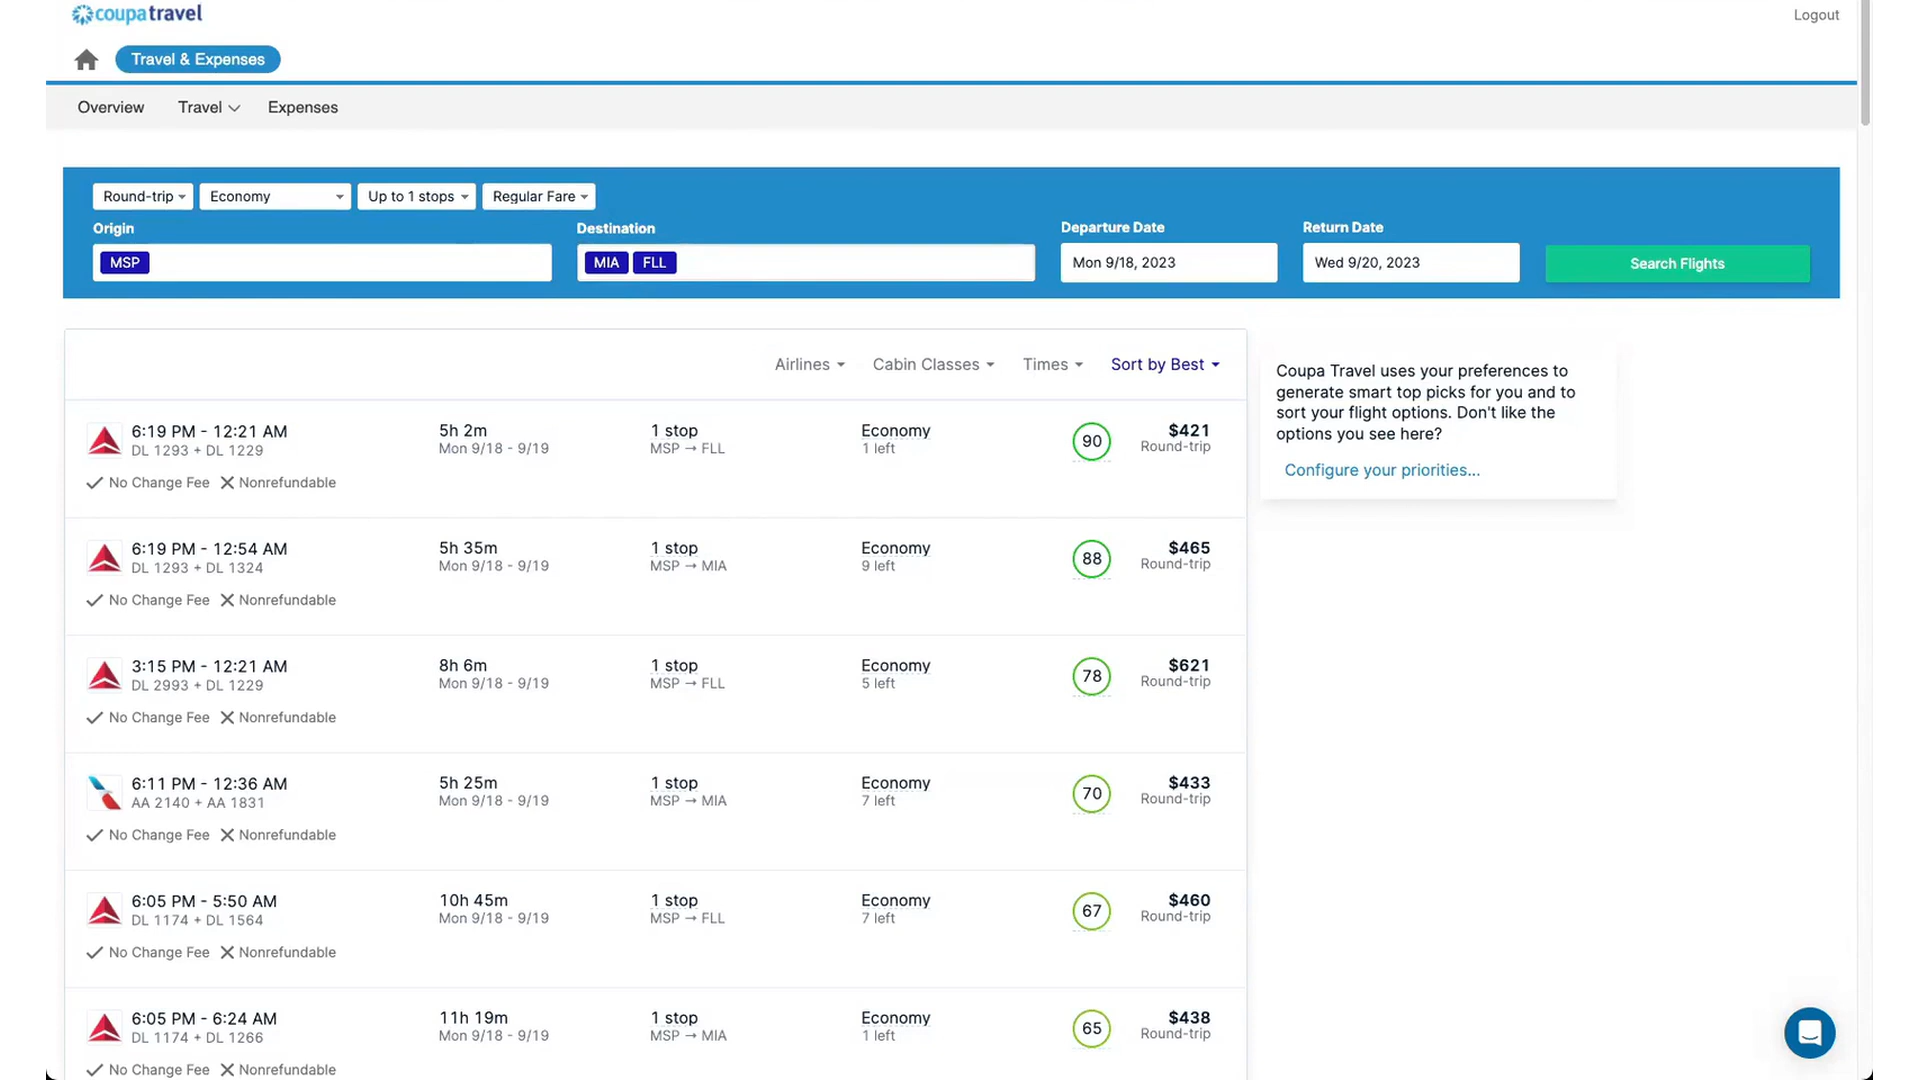 coupa travel
Logout
Travel & Expenses
Overview Travel Expenses
Round-trip Economy Up to 1 stops Regular Fare
Origin Destination Departure Date Return Date
MSP MIA FLL Mon 9/18, 2023 Wed 9/20, 2023 Search Flights
Airlines Cabin Classes Times Sort by Best
Coupa Travel uses your preferences to
generate smart top picks for you and to
sort your flight options. Don't like the
options you see here?
Configure your priorities...
6:19 PM - 12:21 AM 5h 2m 1 stop Economy 90 $421
DL 1293 + DL 1229 Mon 9/18 - 9/19 MSP → FLL 1 left Round-trip
No Change Fee Nonrefundable
6:19 PM - 12:54 AM 5h 35m 1 stop Economy 88 $465
DL 1293 + DL 1324 Mon 9/18 - 9/19 MSP → MIA 9 left Round-trip
No Change Fee Nonrefundable
3:15 PM - 12:21 AM 8h 6m 1 stop Economy 78 $621
DL 2993 + DL 1229 Mon 9/18 - 9/19 MSP → FLL 5 left Round-trip
No Change Fee Nonrefundable
6:11 PM - 12:36 AM 5h 25m 1 stop Economy 70 $433
AA 2140 + AA 1831 Mon 9/18 - 9/19 MSP → MIA 7 left Round-trip
No Change Fee Nonrefundable
6:05 PM - 5:50 AM 10h 45m 1 stop Economy 67 $460
DL 1174 + DL 1564 Mon 9/18 - 9/19 MSP → FLL 7 left Round-trip
No Change Fee Nonrefundable
6:05 PM - 6:24 AM 11h 19m 1 stop Economy 65 $438
DL 1174 + DL 1266 Mon 9/18 - 9/19 MSP → MIA 1 left Round-trip
No Change Fee Nonrefundable